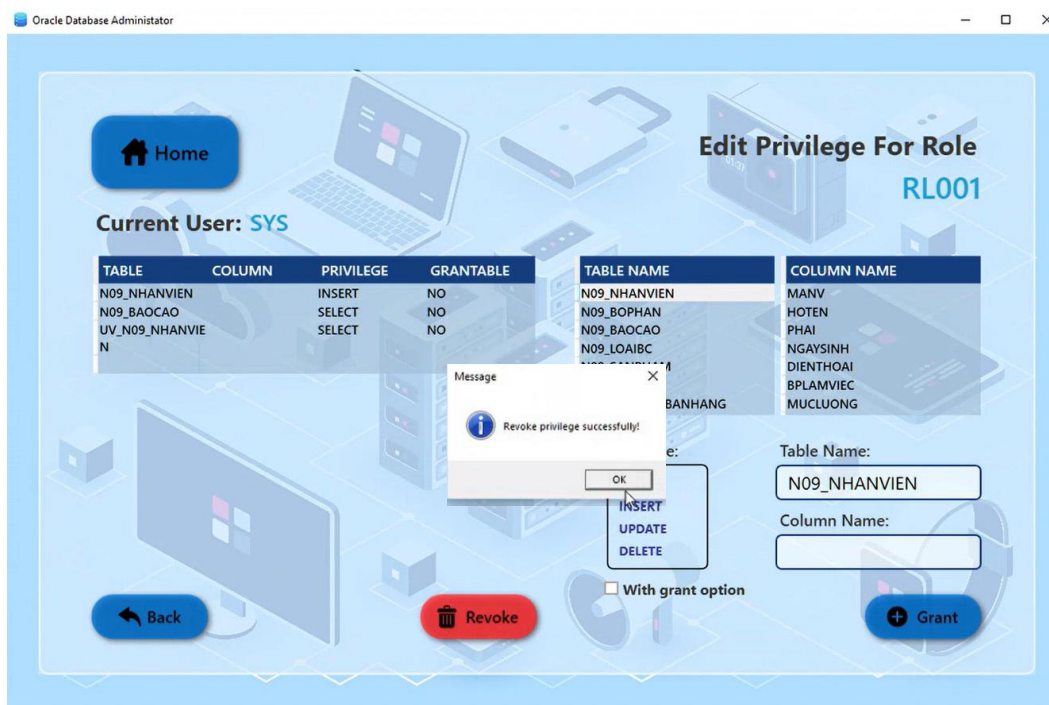 Oracle Database Administator
Home
Edit Privilege For Role
RL001
Current User: SYS
TABLE COLUMN PRIVILEGE GRANTABLE
N09_NHANVIEN INSERT NO
N09_BAOCAO SELECT NO
UV_N09_NHANVIE SELECT NO
N
TABLE NAME
N09_NHANVIEN
N09_BOPHAN
N09_BAOCAO
N09_LOAIBC
BANHANG
COLUMN NAME
MANV
HOTEN
PHAI
NGAYSINH
DIENTHOAI
BPLAMVIEC
MUCLUONG
Message
Revoke privilege successfully!
OK
INSERT
UPDATE
DELETE
With grant option
Table Name:
N09_NHANVIEN
Column Name:
Back
Revoke
Grant